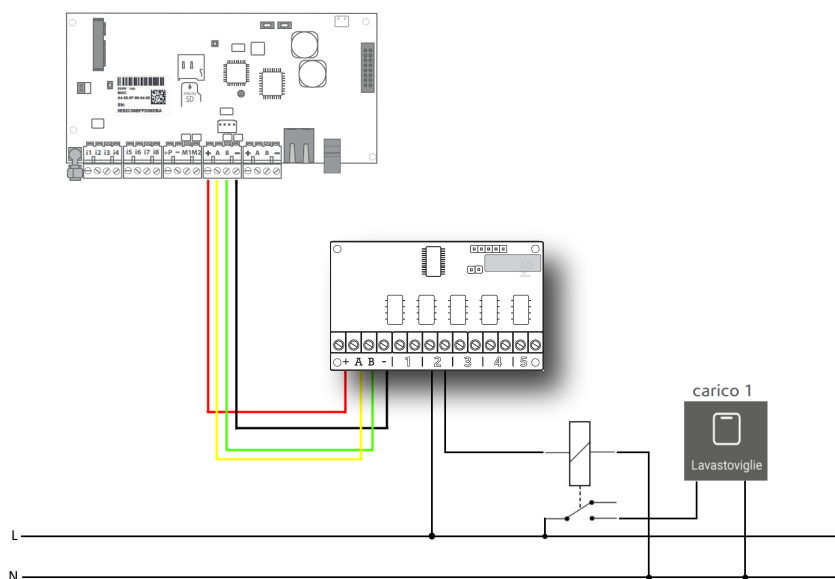 micro
SD
SN:
i1 i2 i3 i4
i5 i6 i7 i8
+P - M1 M2
+ A B -
+ A B -
+ A B - | 1 | 2 | 3 | 4 | 5
carico 1
Lavastoviglie
L
N